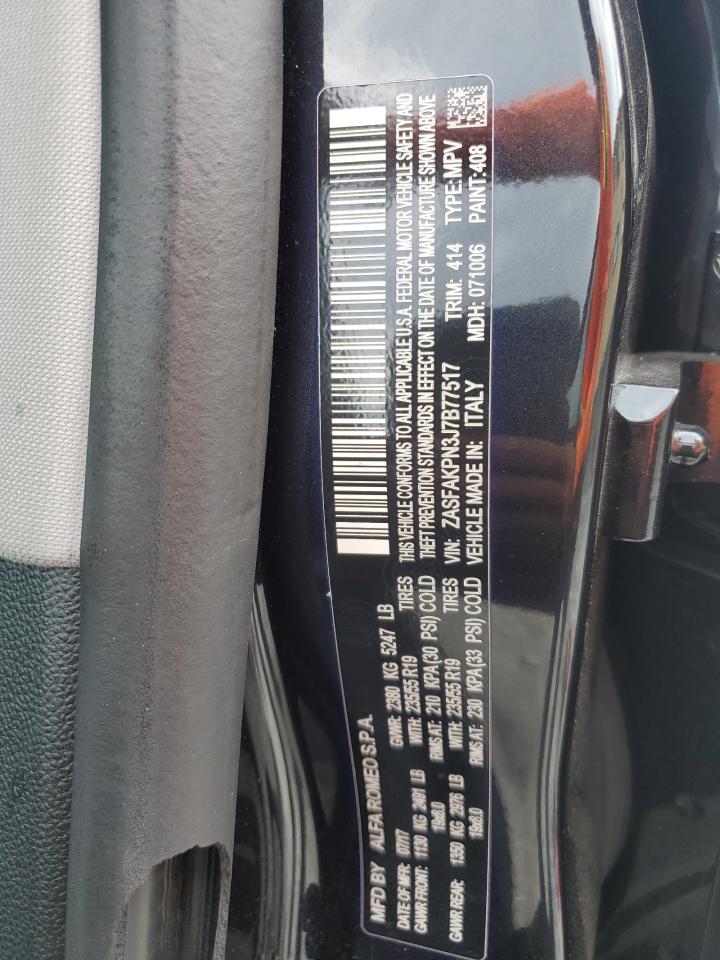 MFD BY ALFA ROMEO S.P.A.
DATE OF MFR: 07/17 GVWR: 2380 KG 5247 LB
GAWR FRONT: 1130 KG 2491 LB WITH: 235/55 R19 TIRES
19x8.0 RIMS AT: 210 KPA(30 PSI) COLD
GAWR REAR: 1350 KG 2976 LB WITH: 235/55 R19 TIRES
19x8.0 RIMS AT: 230 KPA(33 PSI) COLD
THIS VEHICLE CONFORMS TO ALL APPLICABLE U.S.A. FEDERAL MOTOR VEHICLE SAFETY AND
THEFT PREVENTION STANDARDS IN EFFECT ON THE DATE OF MANUFACTURE SHOWN ABOVE
VIN: ZASFAKPN3J7B77517 TRIM: 414 TYPE:MPV
VEHICLE MADE IN: ITALY MDH: 071006 PAINT:408